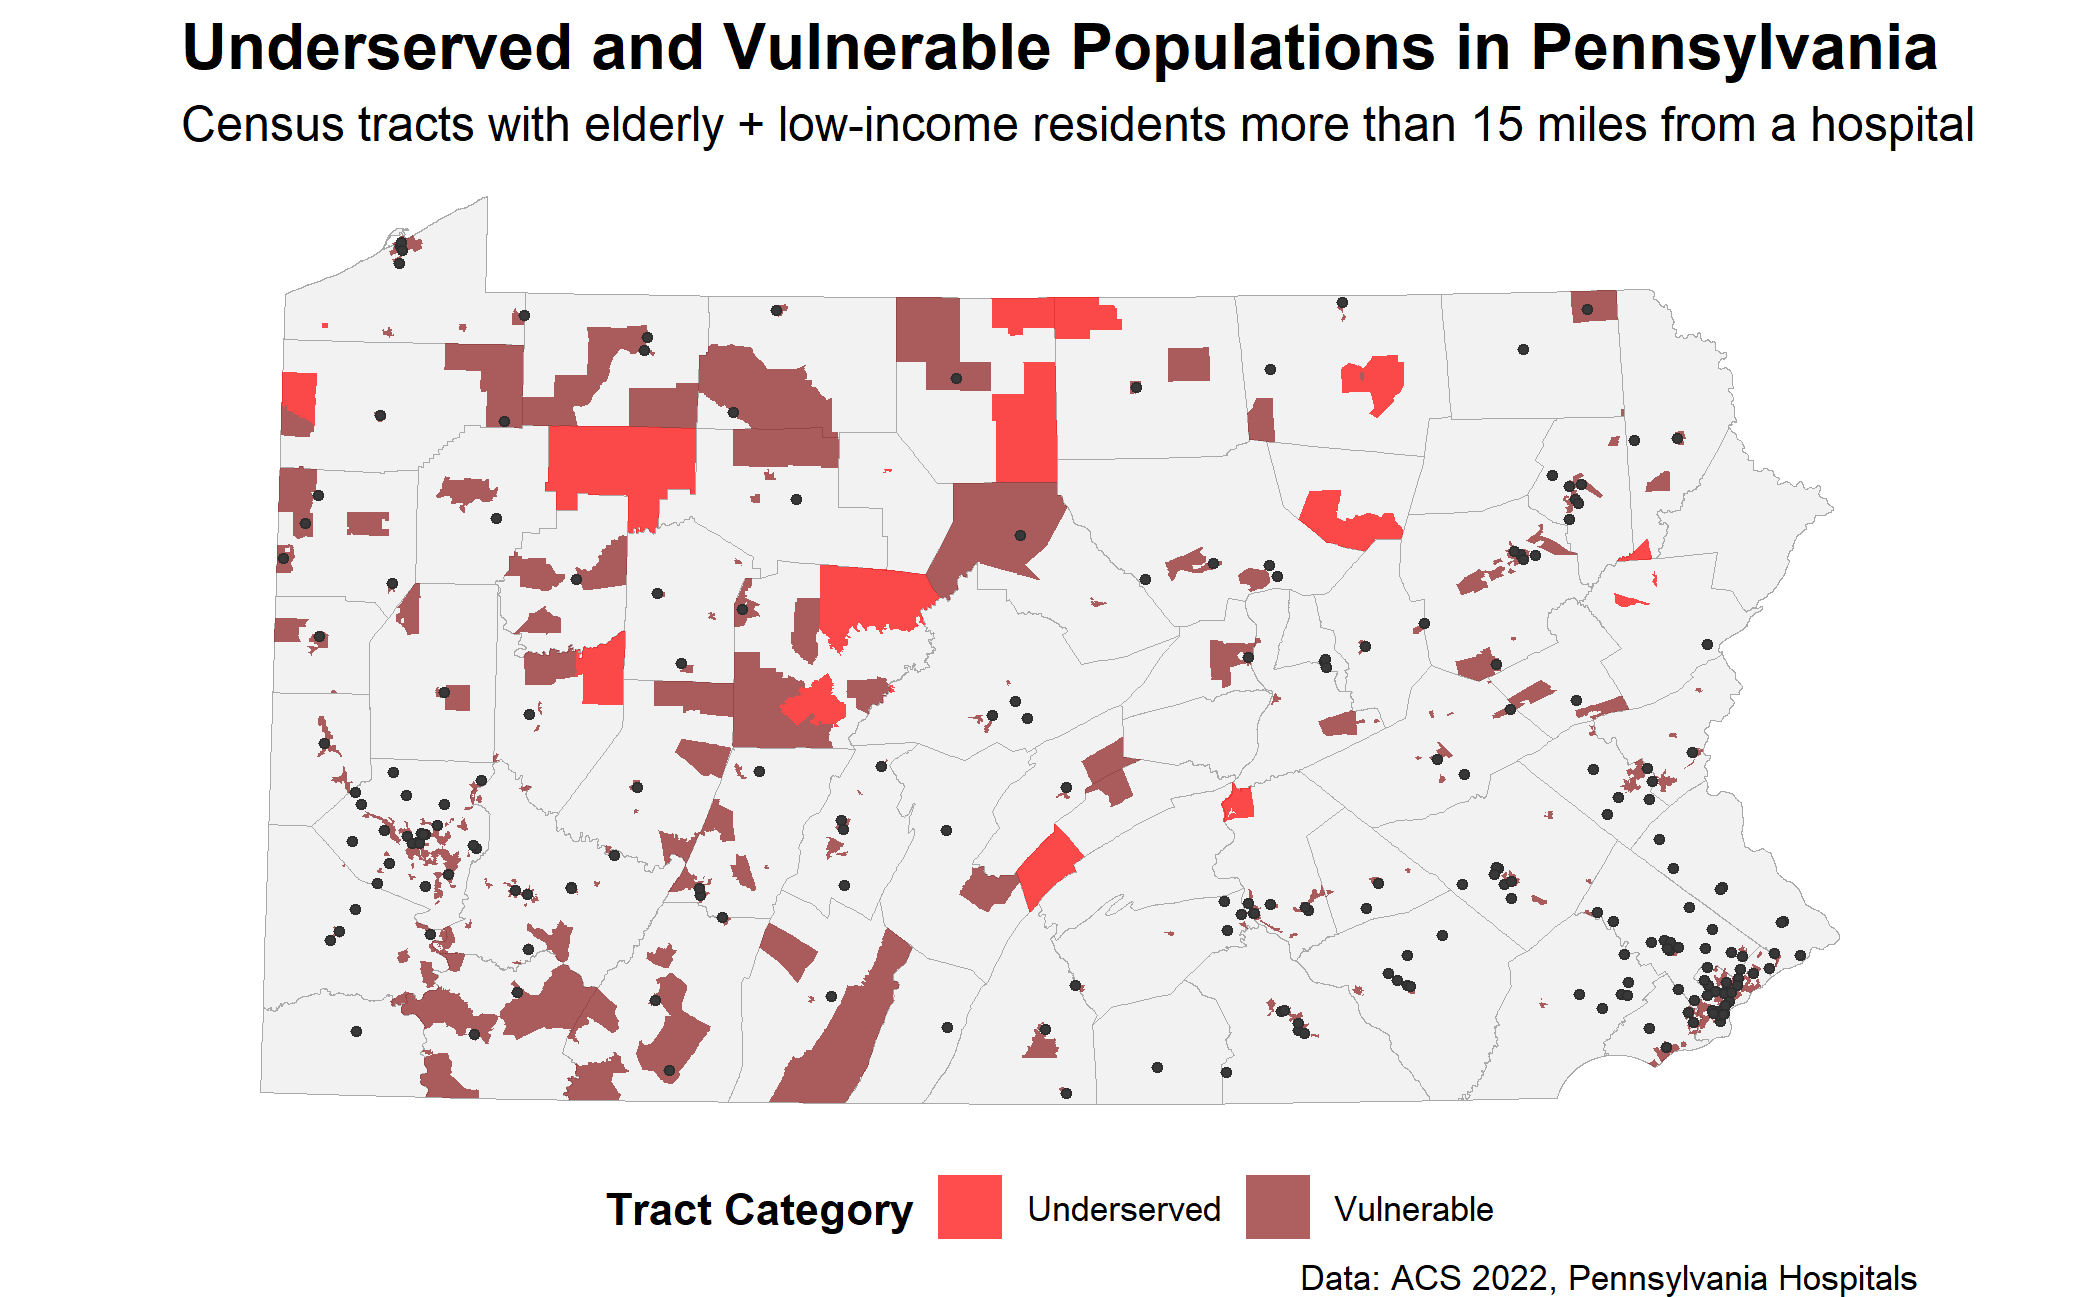 Underserved and Vulnerable Populations in Pennsylvania
Census tracts with elderly + low-income residents more than 15 miles from a hospital
Tract Category
Underserved
Vulnerable
Data: ACS 2022, Pennsylvania Hospitals